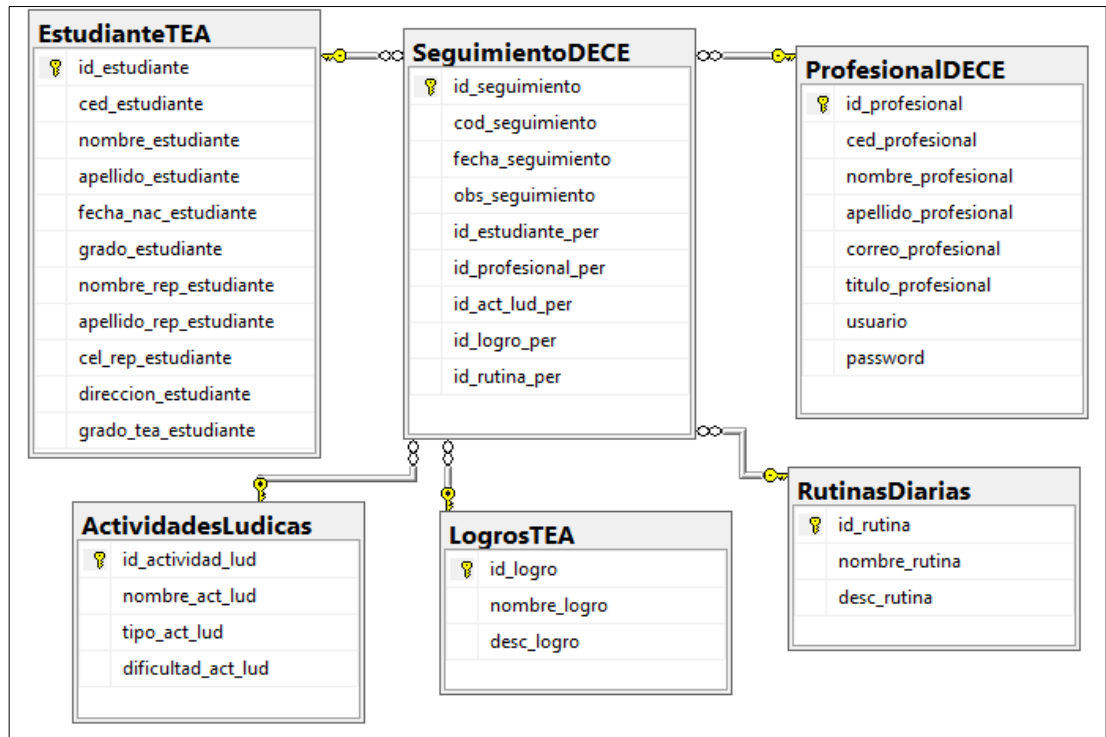 EstudianteTEA
id_estudiante
ced_estudiante
nombre_estudiante
apellido_estudiante
fecha_nac_estudiante
grado_estudiante
nombre_rep_estudiante
apellido_rep_estudiante
cel_rep_estudiante
direccion_estudiante
grado_tea_estudiante
SeguimientoDECE
id_seguimiento
cod_seguimiento
fecha_seguimiento
obs_seguimiento
id_estudiante_per
id_profesional_per
id_act_lud_per
id_logro_per
id_rutina_per
ProfesionalDECE
id_profesional
ced_profesional
nombre_profesional
apellido_profesional
correo_profesional
titulo_profesional
usuario
password
ActividadesLudicas
id_actividad_lud
nombre_act_lud
tipo_act_lud
dificultad_act_lud
LogrosTEA
id_logro
nombre_logro
desc_logro
RutinasDiarias
id_rutina
nombre_rutina
desc_rutina